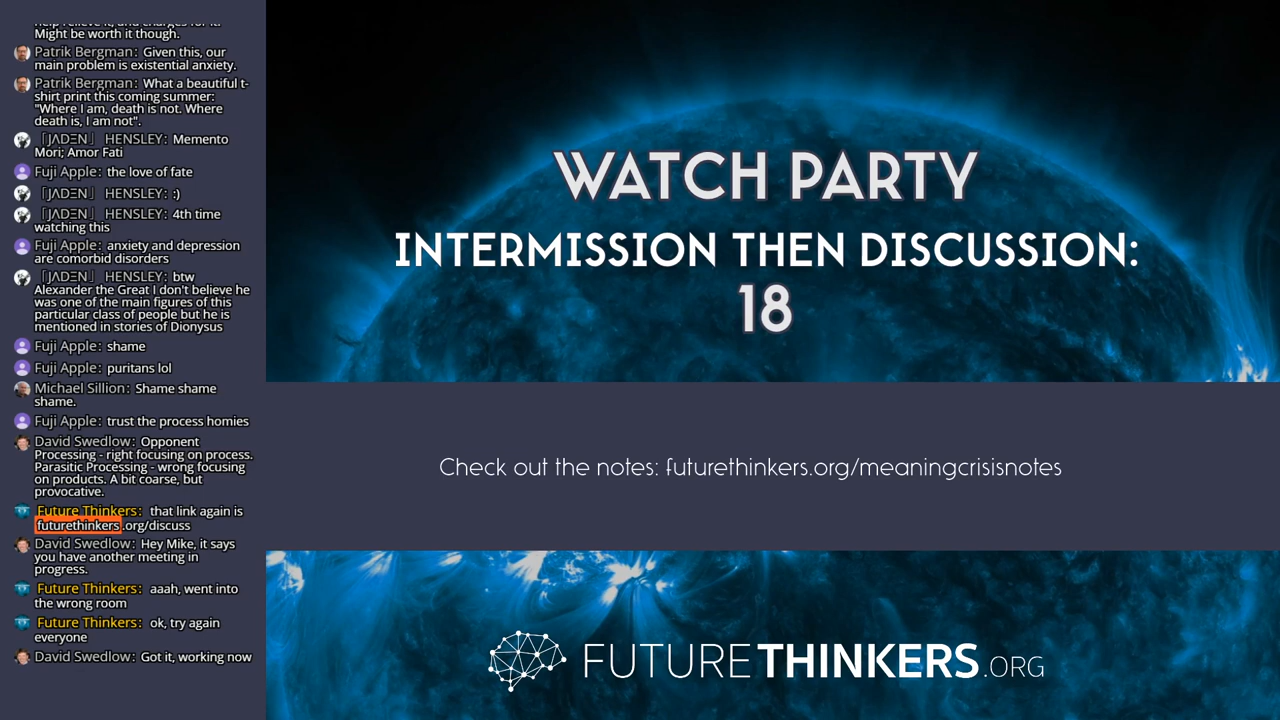 Might be worth it though.
Patrik Bergman: Given this, our
main problem is existential anxiety.
Patrik Bergman: What a beautiful t-
shirt print this coming summer:
"Where I am, death is not. Where
death is, I am not".
「JΛDΞN」 HENSLEY: Memento
Mori; Amor Fati
Fuji Apple: the love of fate
「JΛDΞN」 HENSLEY: :)
「JΛDΞN」 HENSLEY: 4th time
watching this
Fuji Apple: anxiety and depression
are comorbid disorders
「JΛDΞN」 HENSLEY: btw
Alexander the Great I don't believe he
was one of the main figures of this
particular class of people but he is
mentioned in stories of Dionysus
Fuji Apple: shame
Fuji Apple: puritans lol
Michael Sillion: Shame shame
shame.
Fuji Apple: trust the process homies
David Swedlow: Opponent
Processing - right focusing on process.
Parasitic Processing - wrong focusing
on products. A bit coarse, but
provocative.
Future Thinkers: that link again is
futurethinkers.org/discuss
David Swedlow: Hey Mike, it says
you have another meeting in
progress.
Future Thinkers: aaah, went into
the wrong room
Future Thinkers: ok, try again
everyone
David Swedlow: Got it, working now
WATCH PARTY
INTERMISSION THEN DISCUSSION:
18
Check out the notes: futurethinkers.org/meaningcrisisnotes
FUTURETHINKERS.ORG